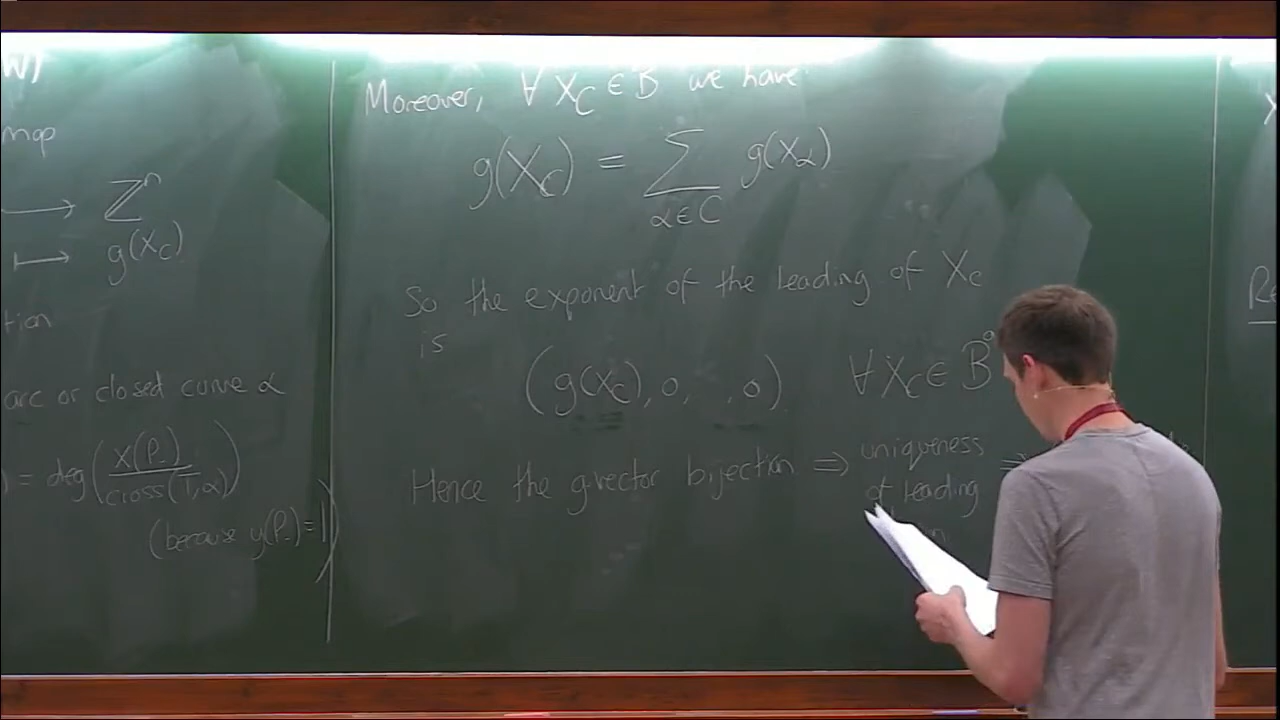 W)
map
⟶ ℤⁿ
⟼ g(X_C)
tion
arc or closed curve α
) = deg(X(P_)/cross(T,α))
(because y(P_)=1))
Moreover, ∀ X_C ∈ B° we have
g(X_C) = ∑_{α∈C} g(X_α)
So the exponent of the leading of X_C
is
(g(X_C), 0, , 0) ∀ X_C ∈ B°
Hence the g-vector bijection ⇒ uniqueness ⇒
of leading
X
Re